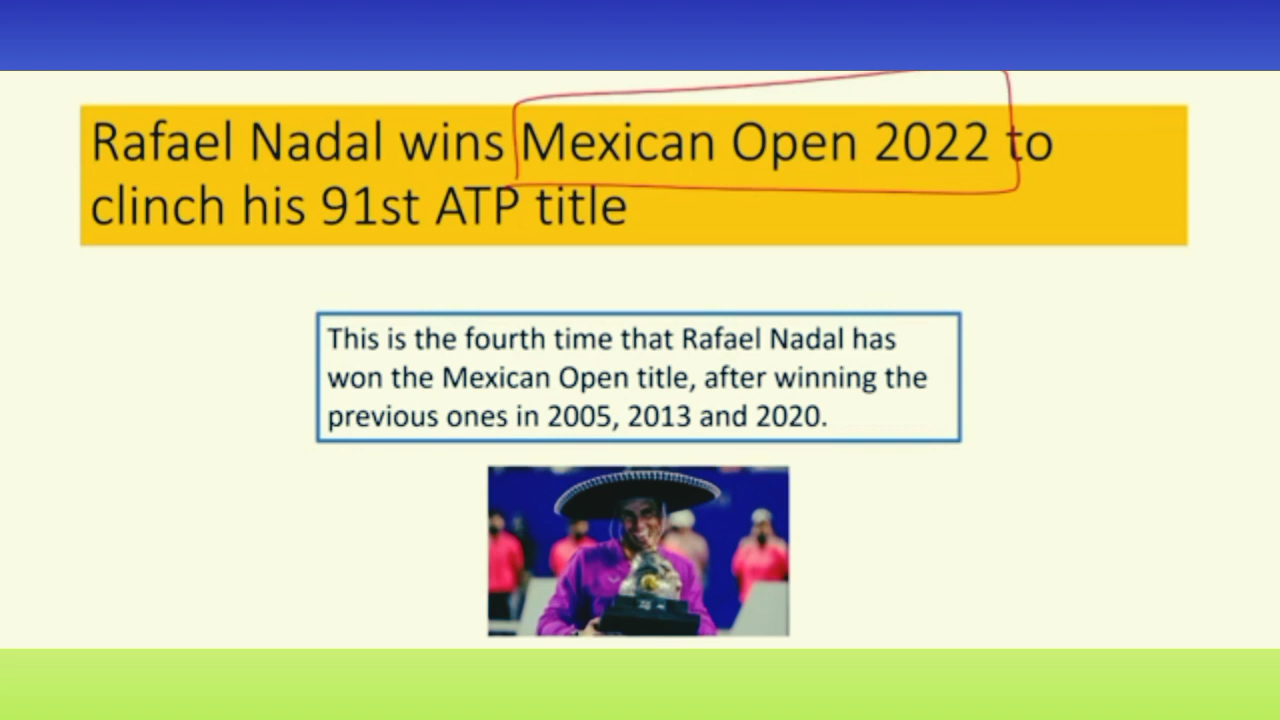 Rafael Nadal wins Mexican Open 2022 to
clinch his 91st ATP title
This is the fourth time that Rafael Nadal has
won the Mexican Open title, after winning the
previous ones in 2005, 2013 and 2020.